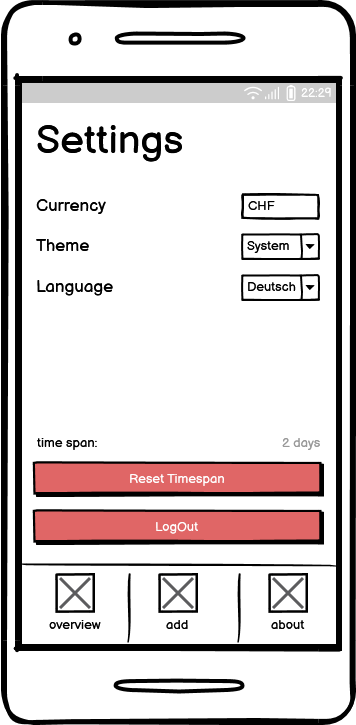 22:29
Settings
Currency
CHF
Theme
System
Language
Deutsch
time span:
2 days
Reset Timespan
LogOut
overview
add
about